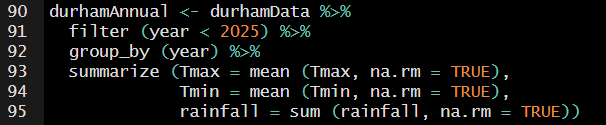 90 durhamAnnual <- durhamData %>%
91   filter (year < 2025) %>%
92   group_by (year) %>%
93   summarize (Tmax = mean (Tmax, na.rm = TRUE),
94              Tmin = mean (Tmin, na.rm = TRUE),
95              rainfall = sum (rainfall, na.rm = TRUE))